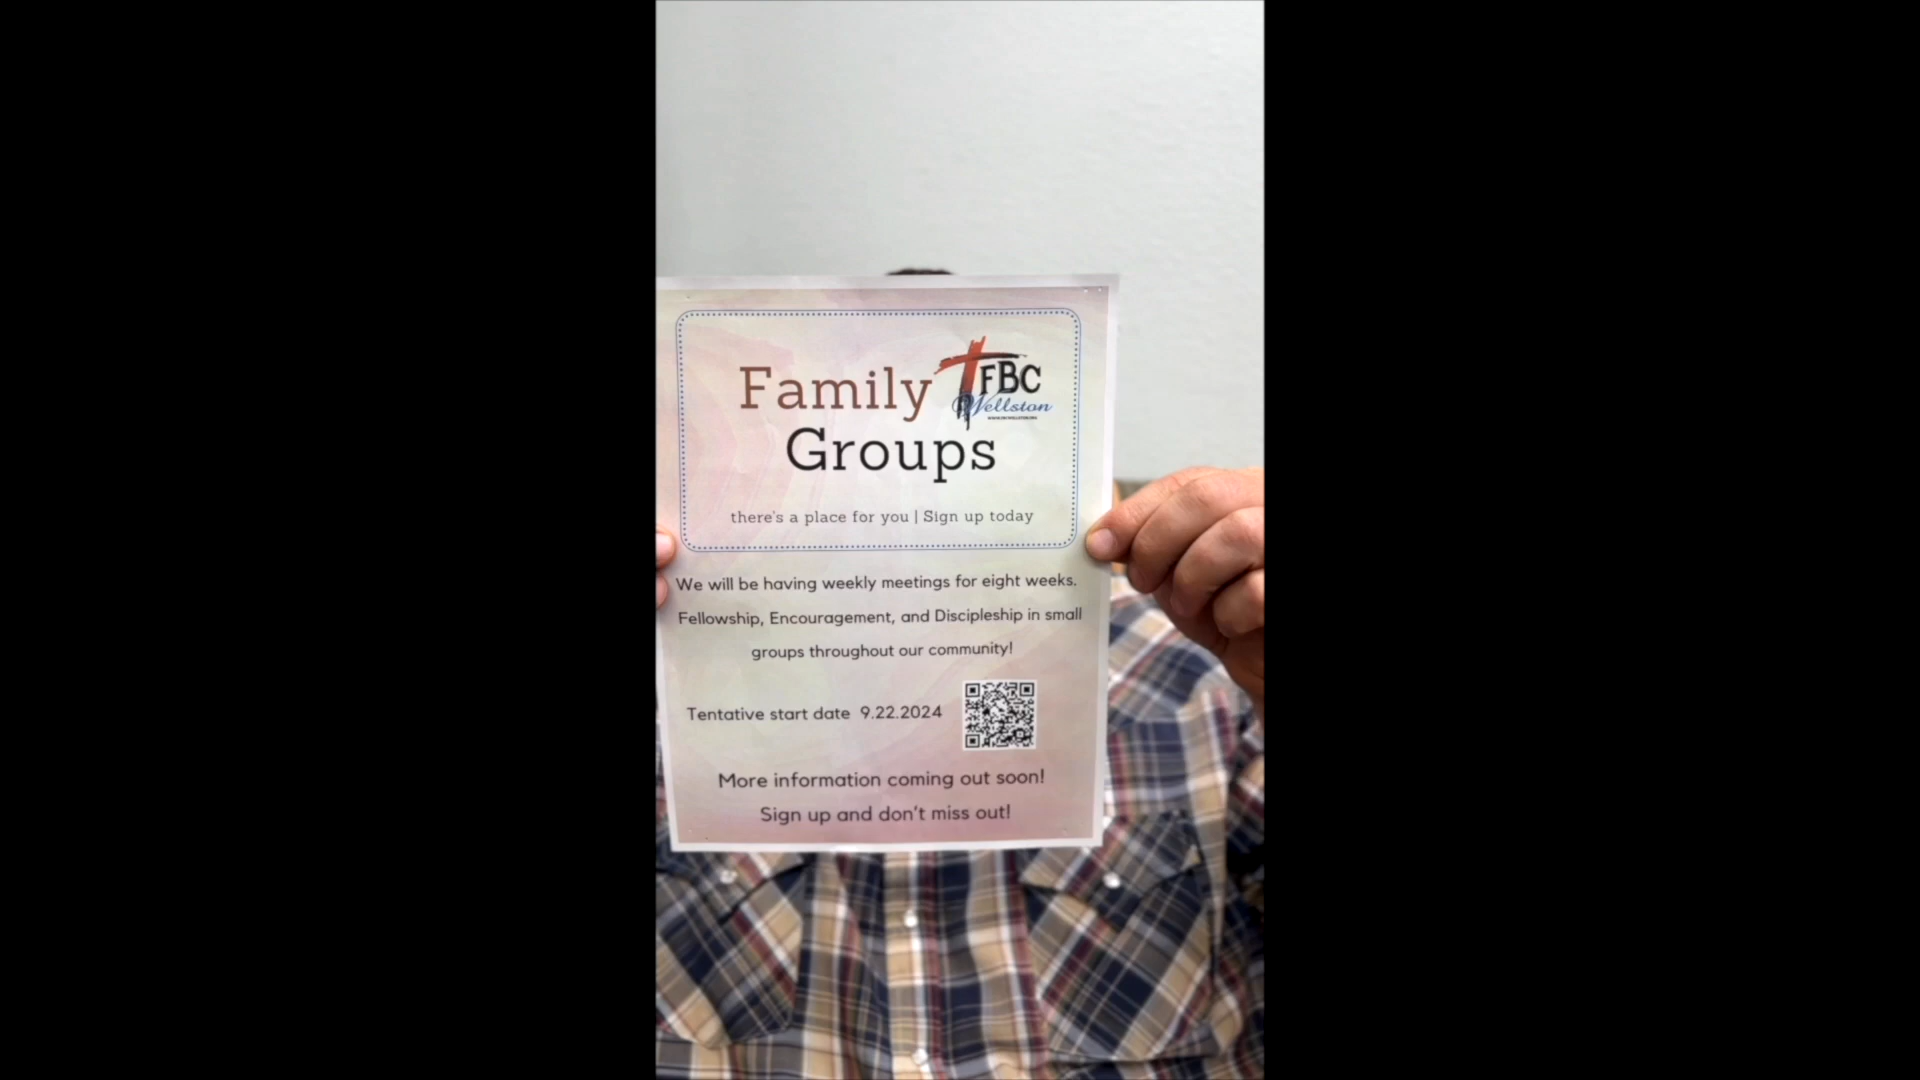 Family
FBC
Wellston
Groups
there's a place for you | Sign up today
We will be having weekly meetings for eight weeks.
Fellowship, Encouragement, and Discipleship in small
groups throughout our community!
Tentative start date 9.22.2024
More information coming out soon!
Sign up and don't miss out!